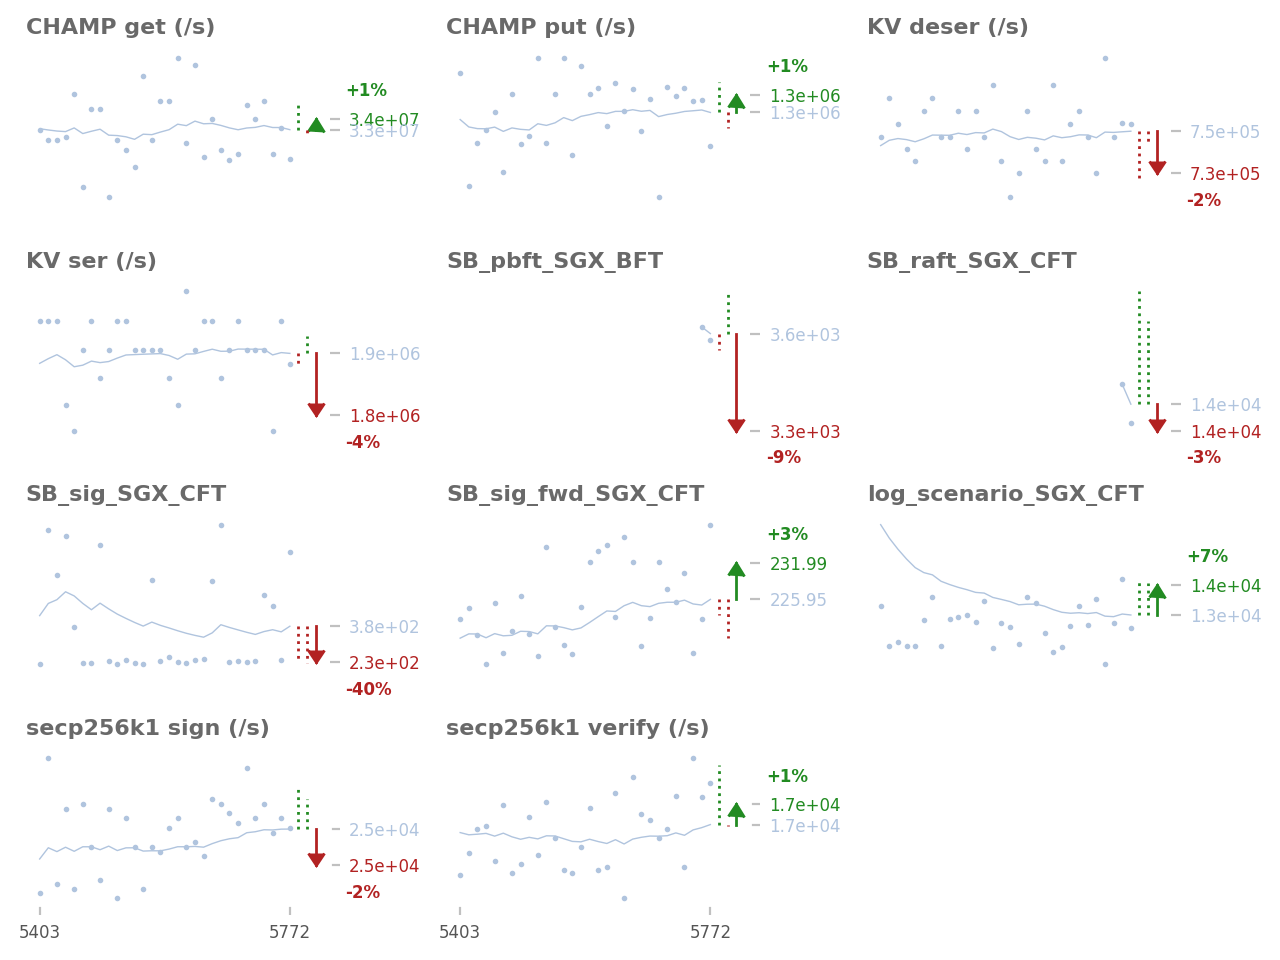 CHAMP get (/s)
+1%
3.4e+07
3.3e+07
CHAMP put (/s)
+1%
1.3e+06
1.3e+06
KV deser (/s)
7.5e+05
7.3e+05
-2%
KV ser (/s)
1.9e+06
1.8e+06
-4%
SB_pbft_SGX_BFT
3.6e+03
3.3e+03
-9%
SB_raft_SGX_CFT
1.4e+04
1.4e+04
-3%
SB_sig_SGX_CFT
3.8e+02
2.3e+02
-40%
SB_sig_fwd_SGX_CFT
+3%
231.99
225.95
log_scenario_SGX_CFT
+7%
1.4e+04
1.3e+04
secp256k1 sign (/s)
2.5e+04
2.5e+04
-2%
5403
5772
secp256k1 verify (/s)
+1%
1.7e+04
1.7e+04
5403
5772